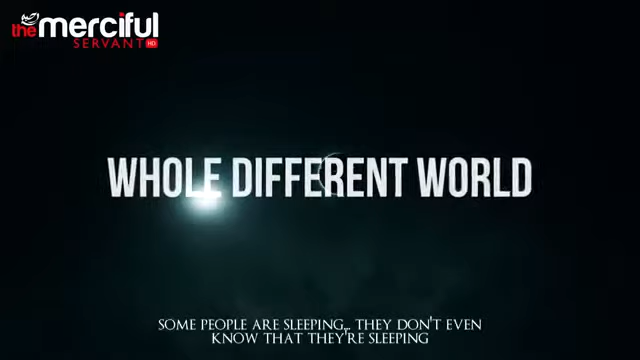 the merciful
SERVANT HD
WHOLE DIFFERENT WORLD
SOME PEOPLE ARE SLEEPING,, THEY DON'T EVEN
KNOW THAT THEY'RE SLEEPING